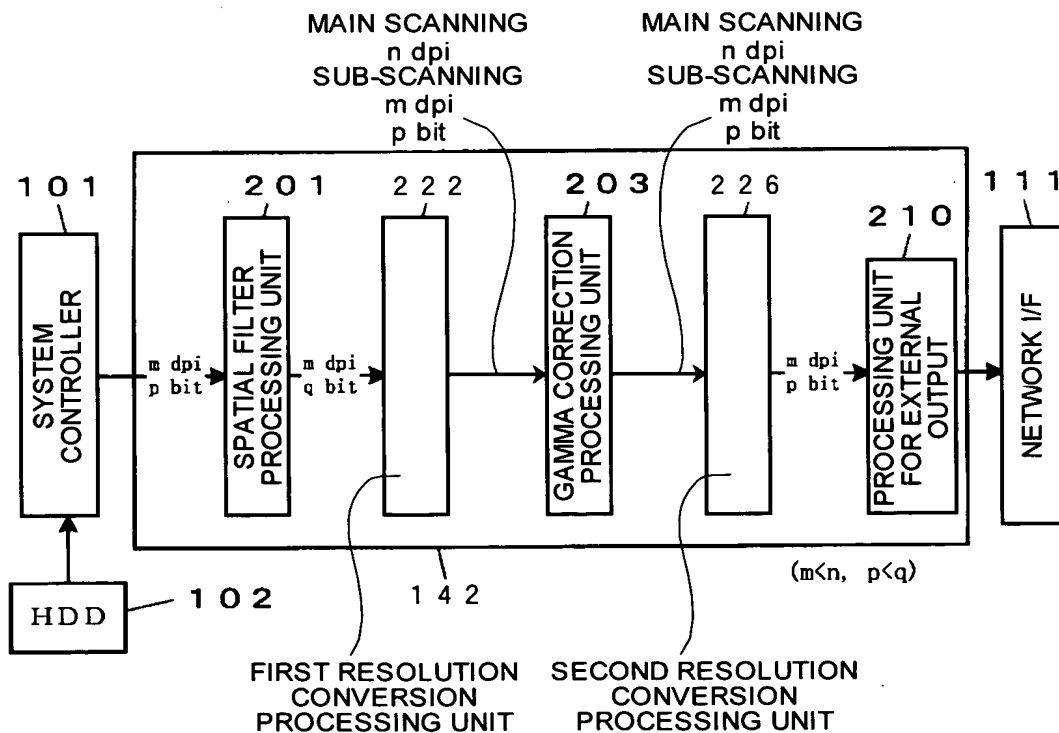 MAIN SCANNING
n dpi
SUB-SCANNING
m dpi
p bit
MAIN SCANNING
n dpi
SUB-SCANNING
m dpi
p bit
101
201
222
203
226
210
111
SYSTEM
CONTROLLER
m dpi
p bit
SPATIAL FILTER
PROCESSING UNIT
m dpi
q bit
GAMMA CORRECTION
PROCESSING UNIT
m dpi
p bit
PROCESSING UNIT
FOR EXTERNAL
OUTPUT
NETWORK I/F
HDD
102
142
(m<n, p<q)
FIRST RESOLUTION
CONVERSION
PROCESSING UNIT
SECOND RESOLUTION
CONVERSION
PROCESSING UNIT